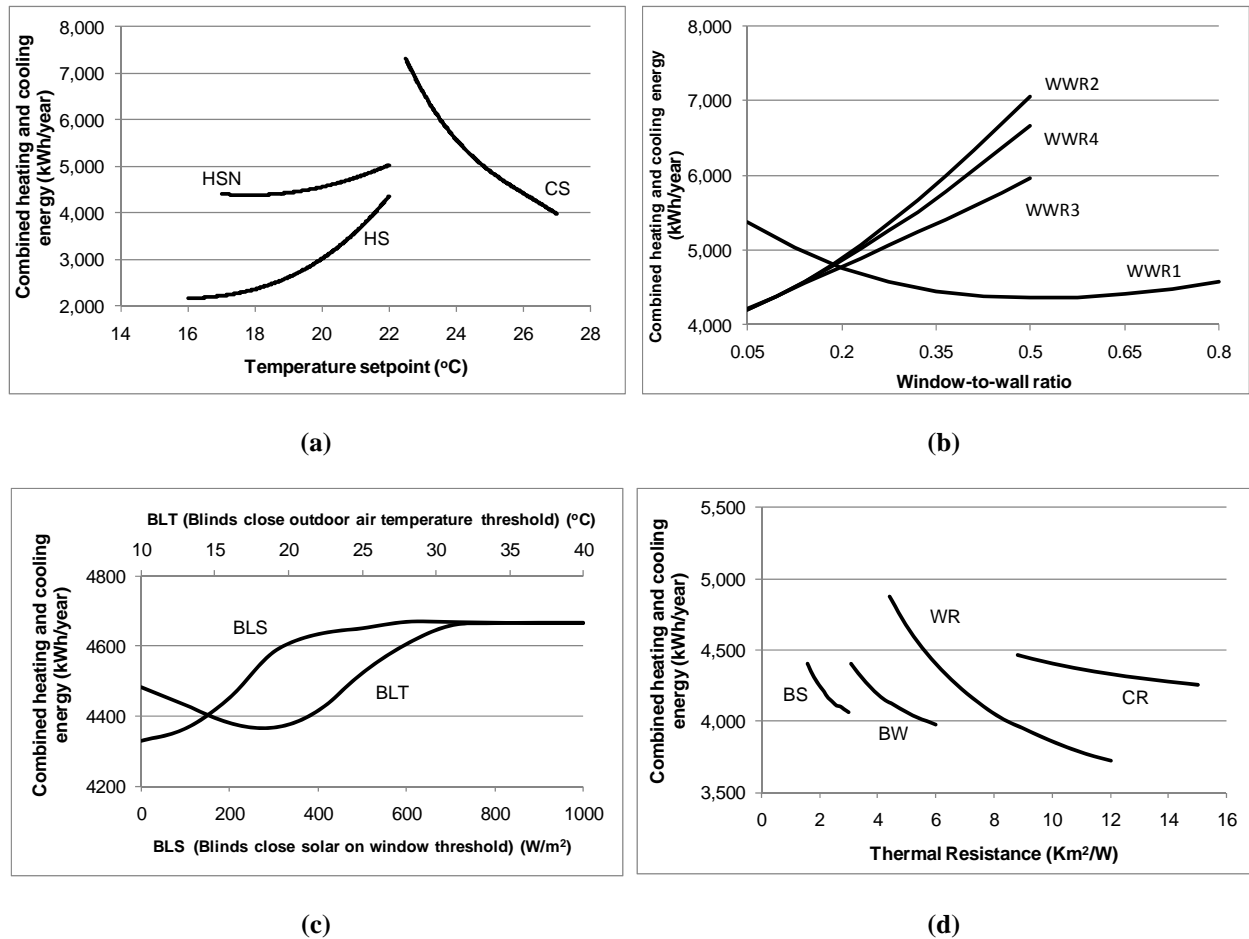 Combined heating and cooling
energy (kWh/year)
8,000
7,000
6,000
5,000
4,000
3,000
2,000
HSN
HS
CS
14 16 18 20 22 24 26 28
Temperature setpoint (ºC)
(a)
Combined heating and cooling energy
(kWh/year)
8,000
7,000
6,000
5,000
4,000
WWR2
WWR4
WWR3
WWR1
0.05 0.2 0.35 0.5 0.65 0.8
Window-to-wall ratio
(b)
BLT (Blinds close outdoor air temperature threshold) (ºC)
10 15 20 25 30 35 40
Combined heating and cooling
energy (kWh/year)
4800
4600
4400
4200
BLS
BLT
0 200 400 600 800 1000
BLS (Blinds close solar on window threshold) (W/m²)
(c)
Combined heating and cooling
energy (kWh/year)
5,500
5,000
4,500
4,000
3,500
WR
CR
BS
BW
0 2 4 6 8 10 12 14 16
Thermal Resistance (Km²/W)
(d)